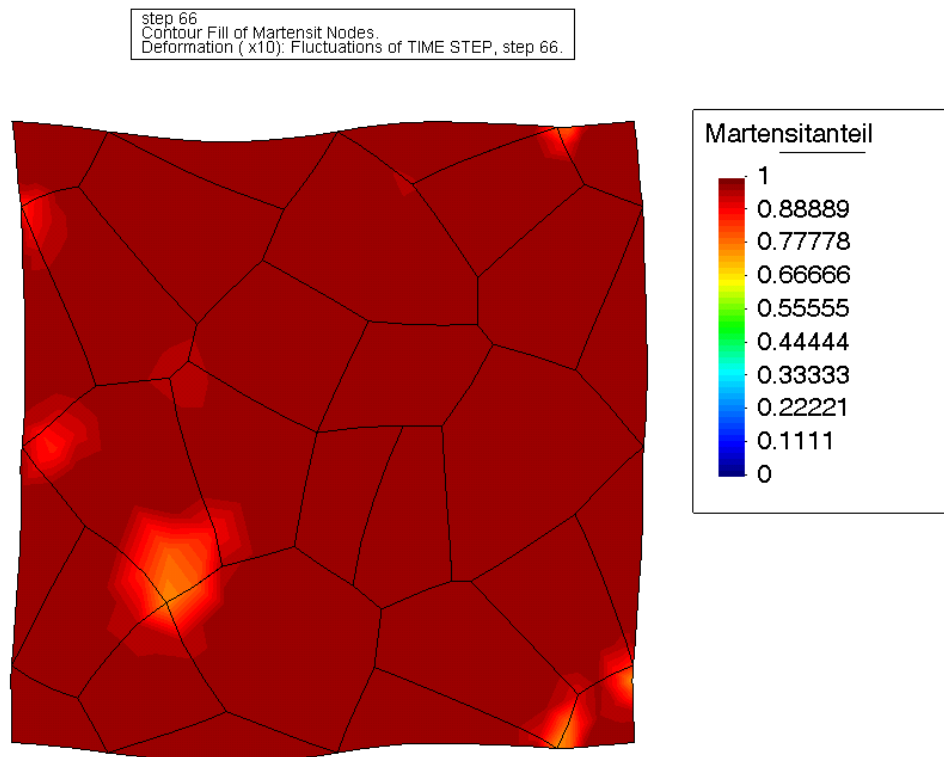 step 66
Contour Fill of Martensit Nodes.
Deformation ( x10): Fluctuations of TIME STEP, step 66.
Martensitanteil
1
0.88889
0.77778
0.66666
0.55555
0.44444
0.33333
0.22221
0.1111
0